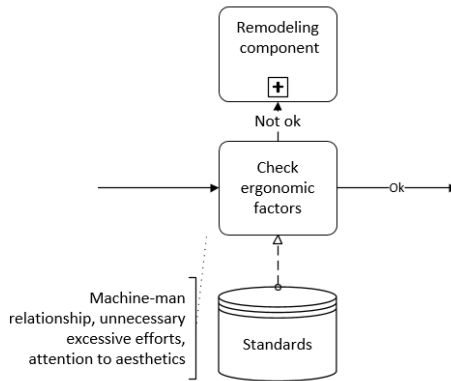 Remodeling
component
Not ok
Check
ergonomic
factors
Ok
Machine-man
relationship, unnecessary
excessive efforts,
attention to aesthetics
Standards